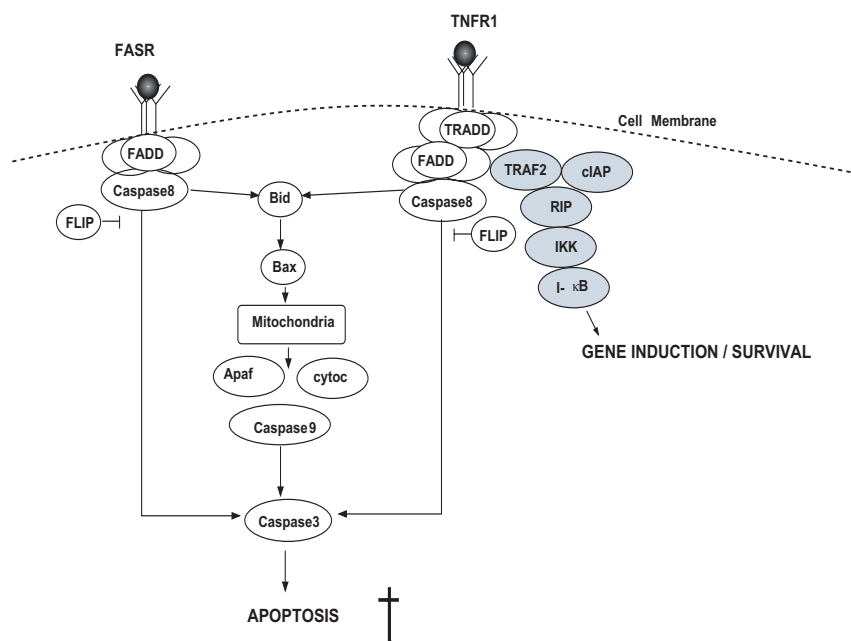 TNFR1
FASR
Cell Membrane
TRADD
FADD
FADD
TRAF2
cIAP
Caspase8
Bid
Caspase8
RIP
FLIP
FLIP
IKK
Bax
I- κB
Mitochondria
GENE INDUCTION / SURVIVAL
Apaf
cytoc
Caspase9
Caspase3
APOPTOSIS